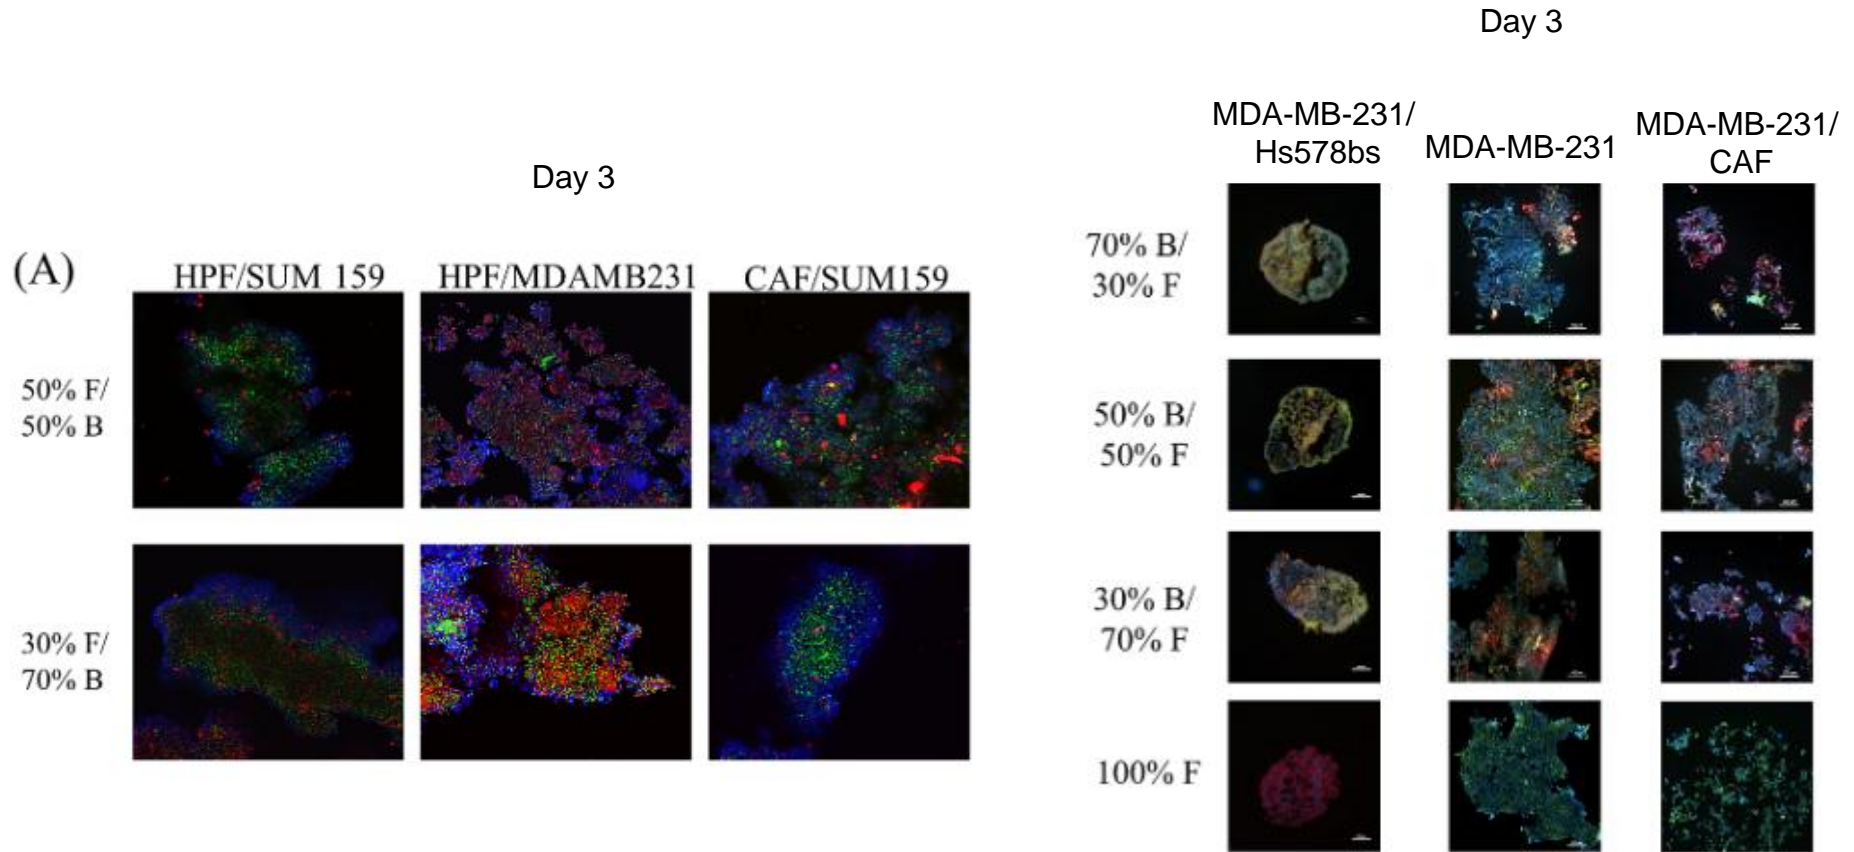 Day 3
(A)
HPF/SUM 159
HPF/MDAMB231
CAF/SUM159
50% F/
50% B
30% F/
70% B
Day 3
MDA-MB-231/
Hs578bs
MDA-MB-231
MDA-MB-231/
CAF
70% B/
30% F
50% B/
50% F
30% B/
70% F
100% F